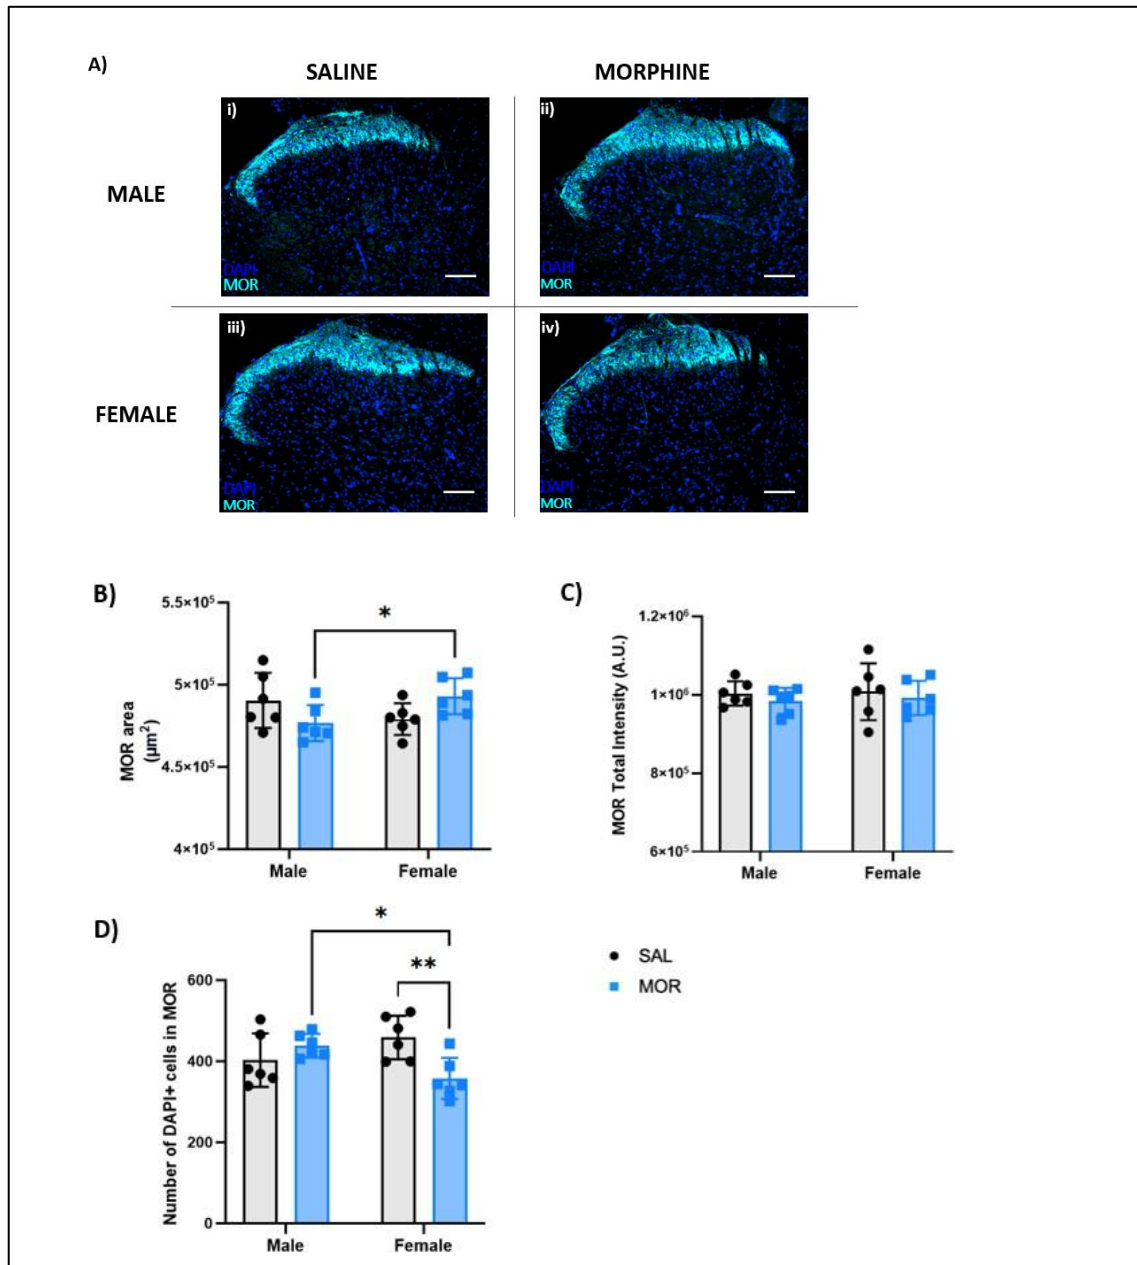 A)
SALINE
MORPHINE
MALE
i)
DAPI
MOR
ii)
DAPI
MOR
FEMALE
iii)
DAPI
MOR
iv)
DAPI
MOR
B)
MOR area
(µm²)
5.5×10⁵
5×10⁵
4.5×10⁵
4×10⁵
*
Male
Female
C)
MOR Total Intensity (A.U.)
1.2×10⁶
1×10⁶
8×10⁵
6×10⁵
Male
Female
D)
Number of DAPI+ cells in MOR
600
400
200
0
*
**
Male
Female
SAL
MOR